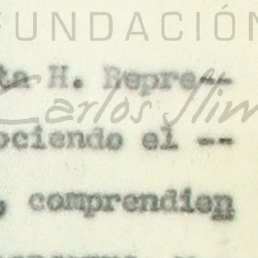 FUNDACIÓN
ta H. Repre--
Carlos Slim
ociendo el --
, comprendien